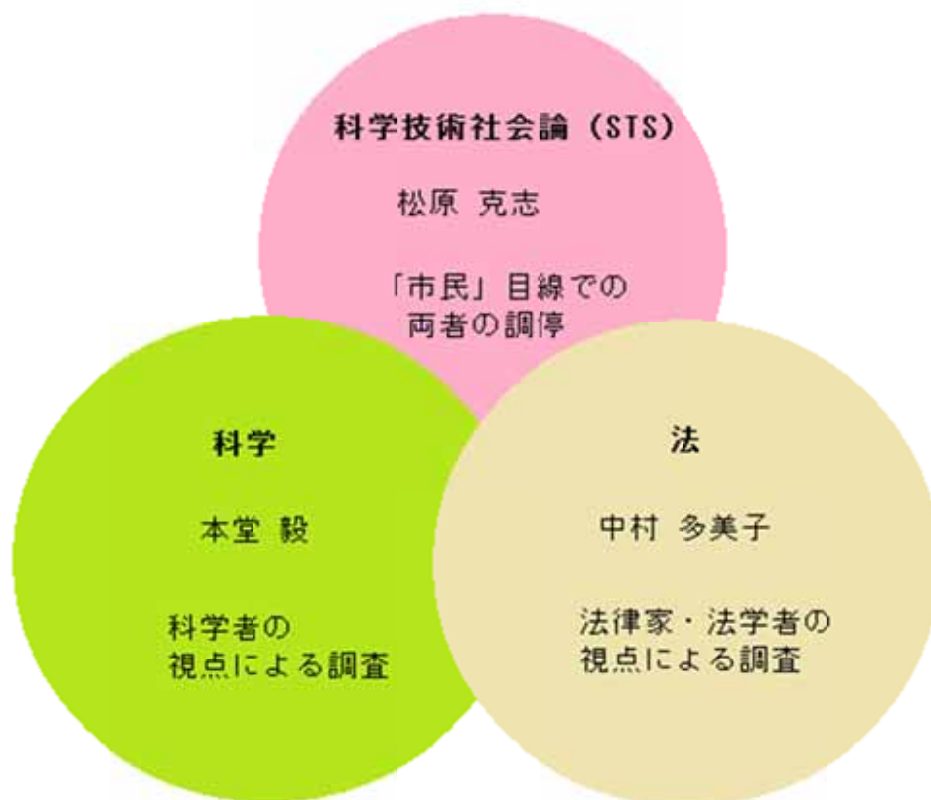 科学技術社会論（STS）
松原 克志
「市民」目線での
両者の調停
科学
本堂 毅
科学者の
視点による調査
法
中村 多美子
法律家・法学者の
視点による調査